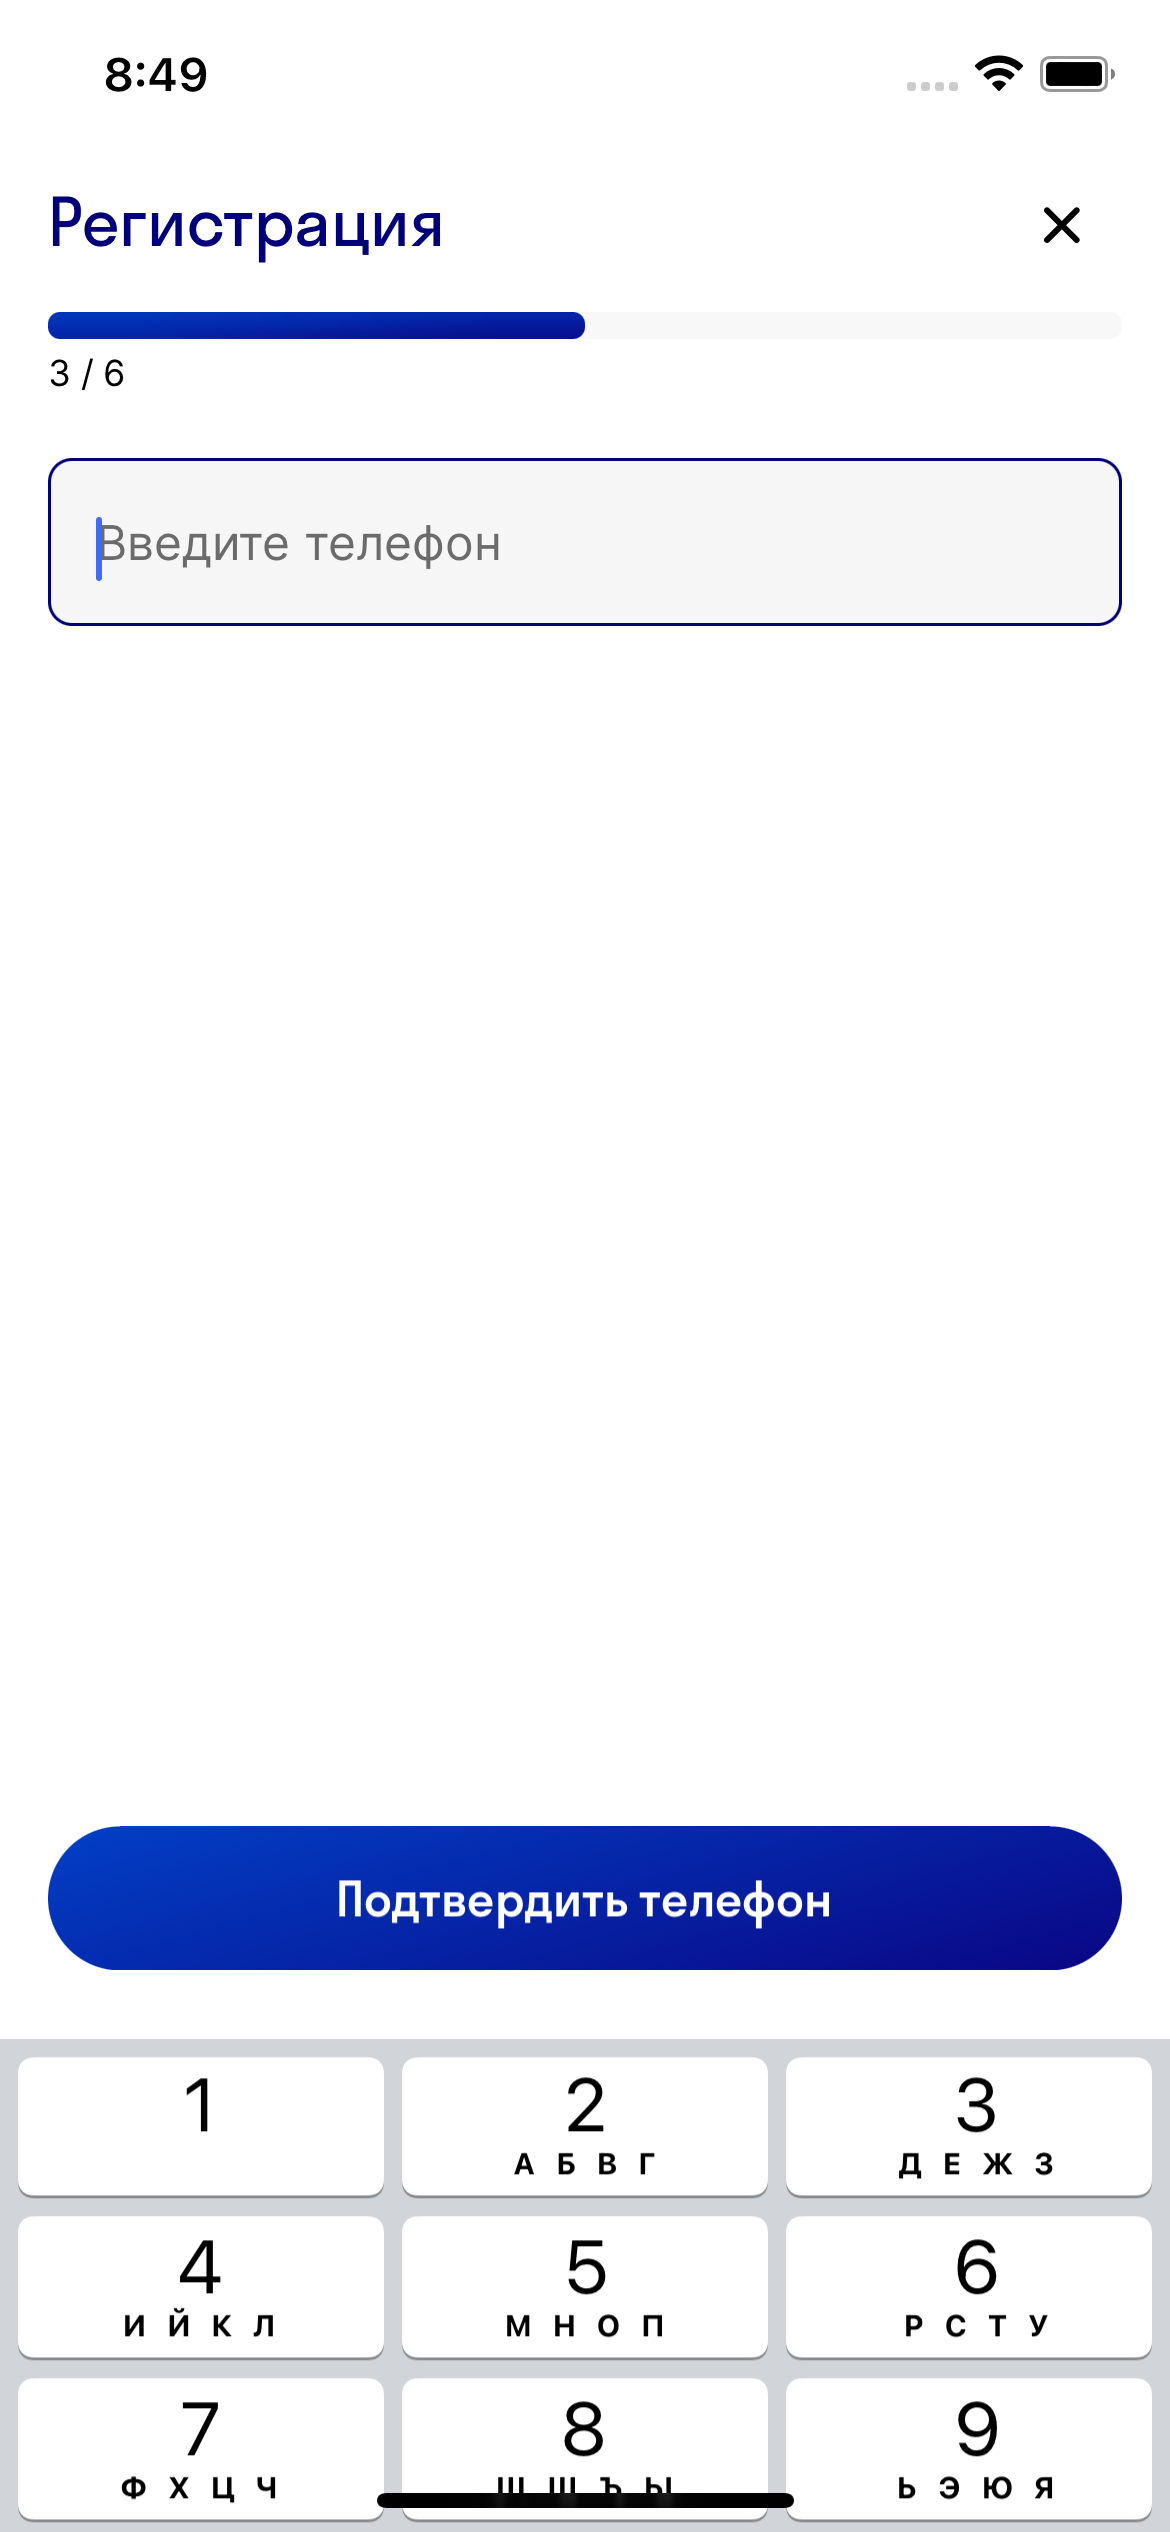 8:49
Регистрация
3 / 6
Введите телефон
Подтвердить телефон
1
2
3
А Б В Г
Д Е Ж З
4
5
6
И Й К Л
М Н О П
Р С Т У
7
8
9
Ф Х Ц Ч
Ш Щ Ъ Ы
Ь Э Ю Я